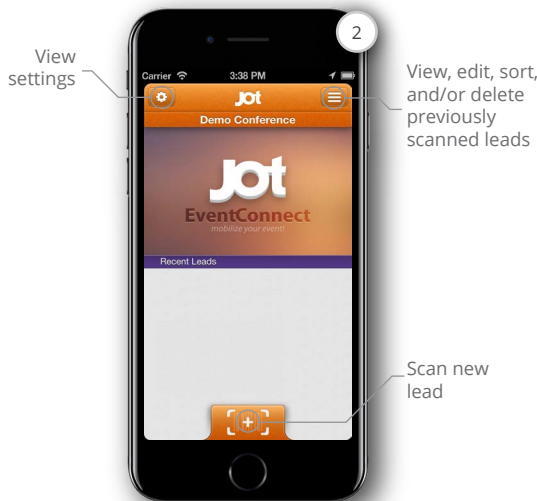 2
View
settings
Carrier 3:38 PM
jot
Demo Conference
View, edit, sort,
and/or delete
previously
scanned leads
jot
EventConnect
mobilize your event!
Recent Leads
Scan new
lead